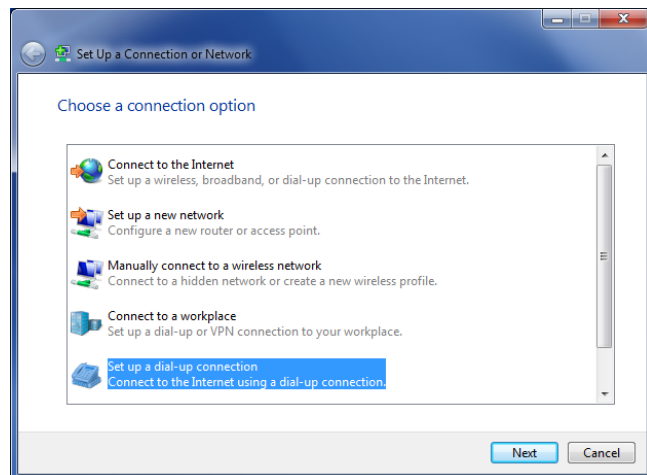 Set Up a Connection or Network
Choose a connection option
Connect to the Internet
Set up a wireless, broadband, or dial-up connection to the Internet.
Set up a new network
Configure a new router or access point.
Manually connect to a wireless network
Connect to a hidden network or create a new wireless profile.
Connect to a workplace
Set up a dial-up or VPN connection to your workplace.
Set up a dial-up connection
Connect to the Internet using a dial-up connection.
Next Cancel